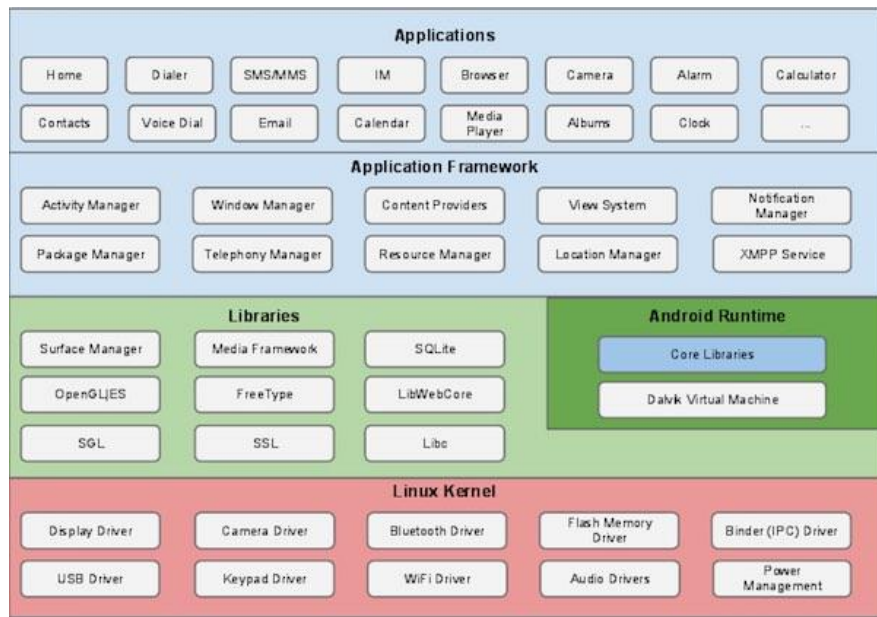 Applications
Home
Dialer
SMS/MMS
IM
Browser
Camera
Alarm
Calculator
Contacts
Voice Dial
Email
Calendar
Media
Player
Albums
Clock
...
Application Framework
Activity Manager
Window Manager
Content Providers
View System
Notification
Manager
Package Manager
Telephony Manager
Resource Manager
Location Manager
XMPP Service
Libraries
Surface Manager
Media Framework
SQLite
OpenGL|ES
FreeType
LibWebCore
SGL
SSL
Libc
Android Runtime
Core Libraries
Dalvik Virtual Machine
Linux Kernel
Display Driver
Camera Driver
Bluetooth Driver
Flash Memory
Driver
Binder (IPC) Driver
USB Driver
Keypad Driver
WiFi Driver
Audio Drivers
Power
Management